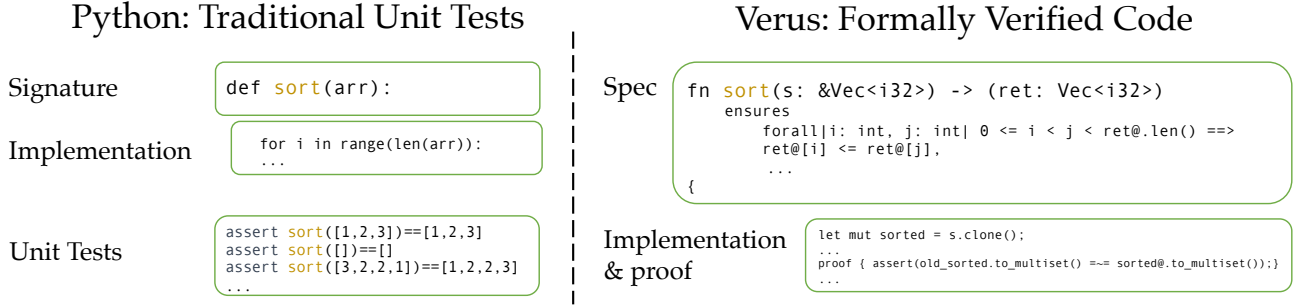 Python: Traditional Unit Tests
Signature
def sort(arr):
Implementation
for i in range(len(arr)):
...
Unit Tests
assert sort([1,2,3])==[1,2,3]
assert sort([])==[]
assert sort([3,2,2,1])==[1,2,2,3]
...
Verus: Formally Verified Code
Spec
fn sort(s: &Vec<i32>) -> (ret: Vec<i32>)
ensures
forall|i: int, j: int| 0 <= i < j < ret@.len() ==>
ret@[i] <= ret@[j],
...
{
Implementation
& proof
let mut sorted = s.clone();
...
proof { assert(old_sorted.to_multiset() =~= sorted@.to_multiset());}
...